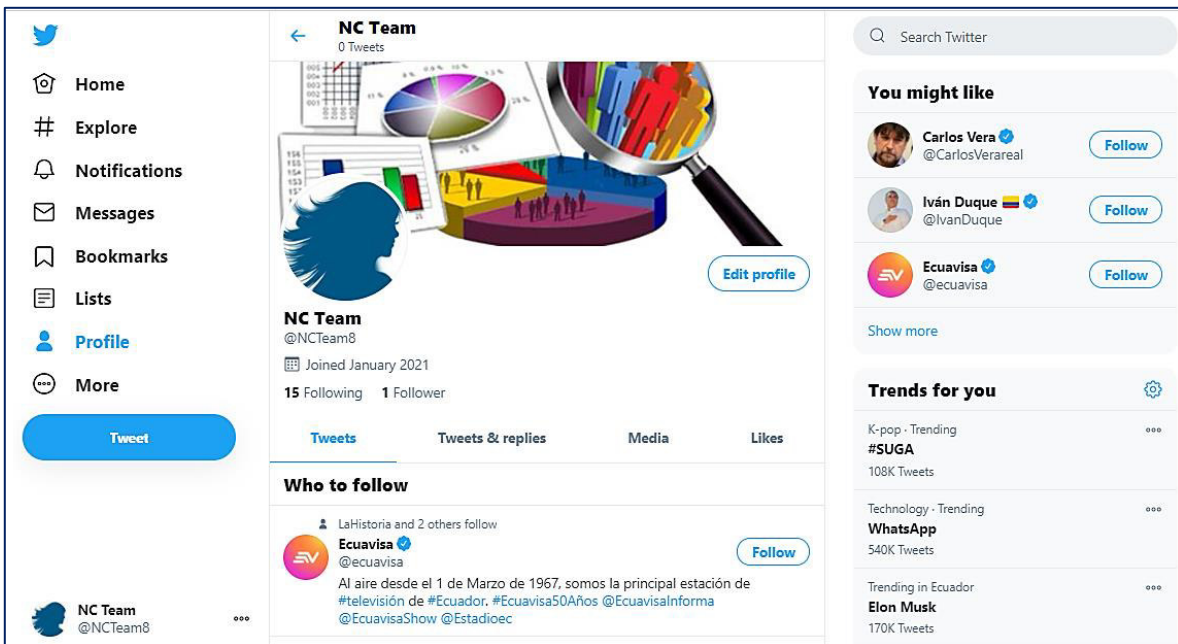 Home
Explore
Notifications
Messages
Bookmarks
Lists
Profile
More
Tweet
NC Team
@NCTeam8
NC Team
0 Tweets
Edit profile
NC Team
@NCTeam8
Joined January 2021
15 Following 1 Follower
Tweets Tweets & replies Media Likes
Who to follow
LaHistoria and 2 others follow
Ecuavisa
@ecuavisa
Follow
Al aire desde el 1 de Marzo de 1967, somos la principal estación de
#televisión de #Ecuador. #Ecuavisa50Años @EcuavisaInforma
@EcuavisaShow @Estadioec
Search Twitter
You might like
Carlos Vera
@CarlosVerareal
Follow
Iván Duque
@IvanDuque
Follow
Ecuavisa
@ecuavisa
Follow
Show more
Trends for you
K-pop · Trending
#SUGA
108K Tweets
Technology · Trending
WhatsApp
540K Tweets
Trending in Ecuador
Elon Musk
170K Tweets